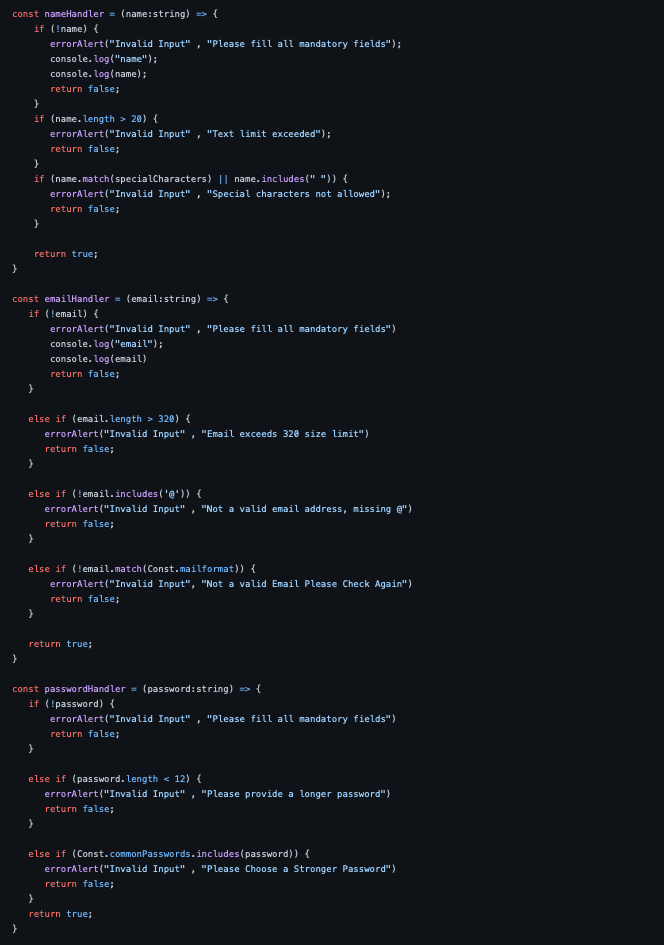 const nameHandler = (name:string) => {
    if (!name) {
       errorAlert("Invalid Input" , "Please fill all mandatory fields");
       console.log("name");
       console.log(name);
       return false;
    }
    if (name.length > 20) {
       errorAlert("Invalid Input" , "Text limit exceeded");
       return false;
    }
    if (name.match(specialCharacters) || name.includes(" ")) {
       errorAlert("Invalid Input" , "Special characters not allowed");
       return false;
    }

    return true;
}

const emailHandler = (email:string) => {
   if (!email) {
       errorAlert("Invalid Input" , "Please fill all mandatory fields")
       console.log("email");
       console.log(email)
       return false;
   }

   else if (email.length > 320) {
      errorAlert("Invalid Input" , "Email exceeds 320 size limit")
      return false;
   }

   else if (!email.includes('@')) {
      errorAlert("Invalid Input" , "Not a valid email address, missing @")
      return false;
   }

   else if (!email.match(Const.mailformat)) {
       errorAlert("Invalid Input", "Not a valid Email Please Check Again")
       return false;
   }

   return true;
}

const passwordHandler = (password:string) => {
   if (!password) {
       errorAlert("Invalid Input" , "Please fill all mandatory fields")
       return false;
   }

   else if (password.length < 12) {
      errorAlert("Invalid Input" , "Please provide a longer password")
      return false;
   }

   else if (Const.commonPasswords.includes(password)) {
      errorAlert("Invalid Input" , "Please Choose a Stronger Password")
      return false;
   }
   return true;
}